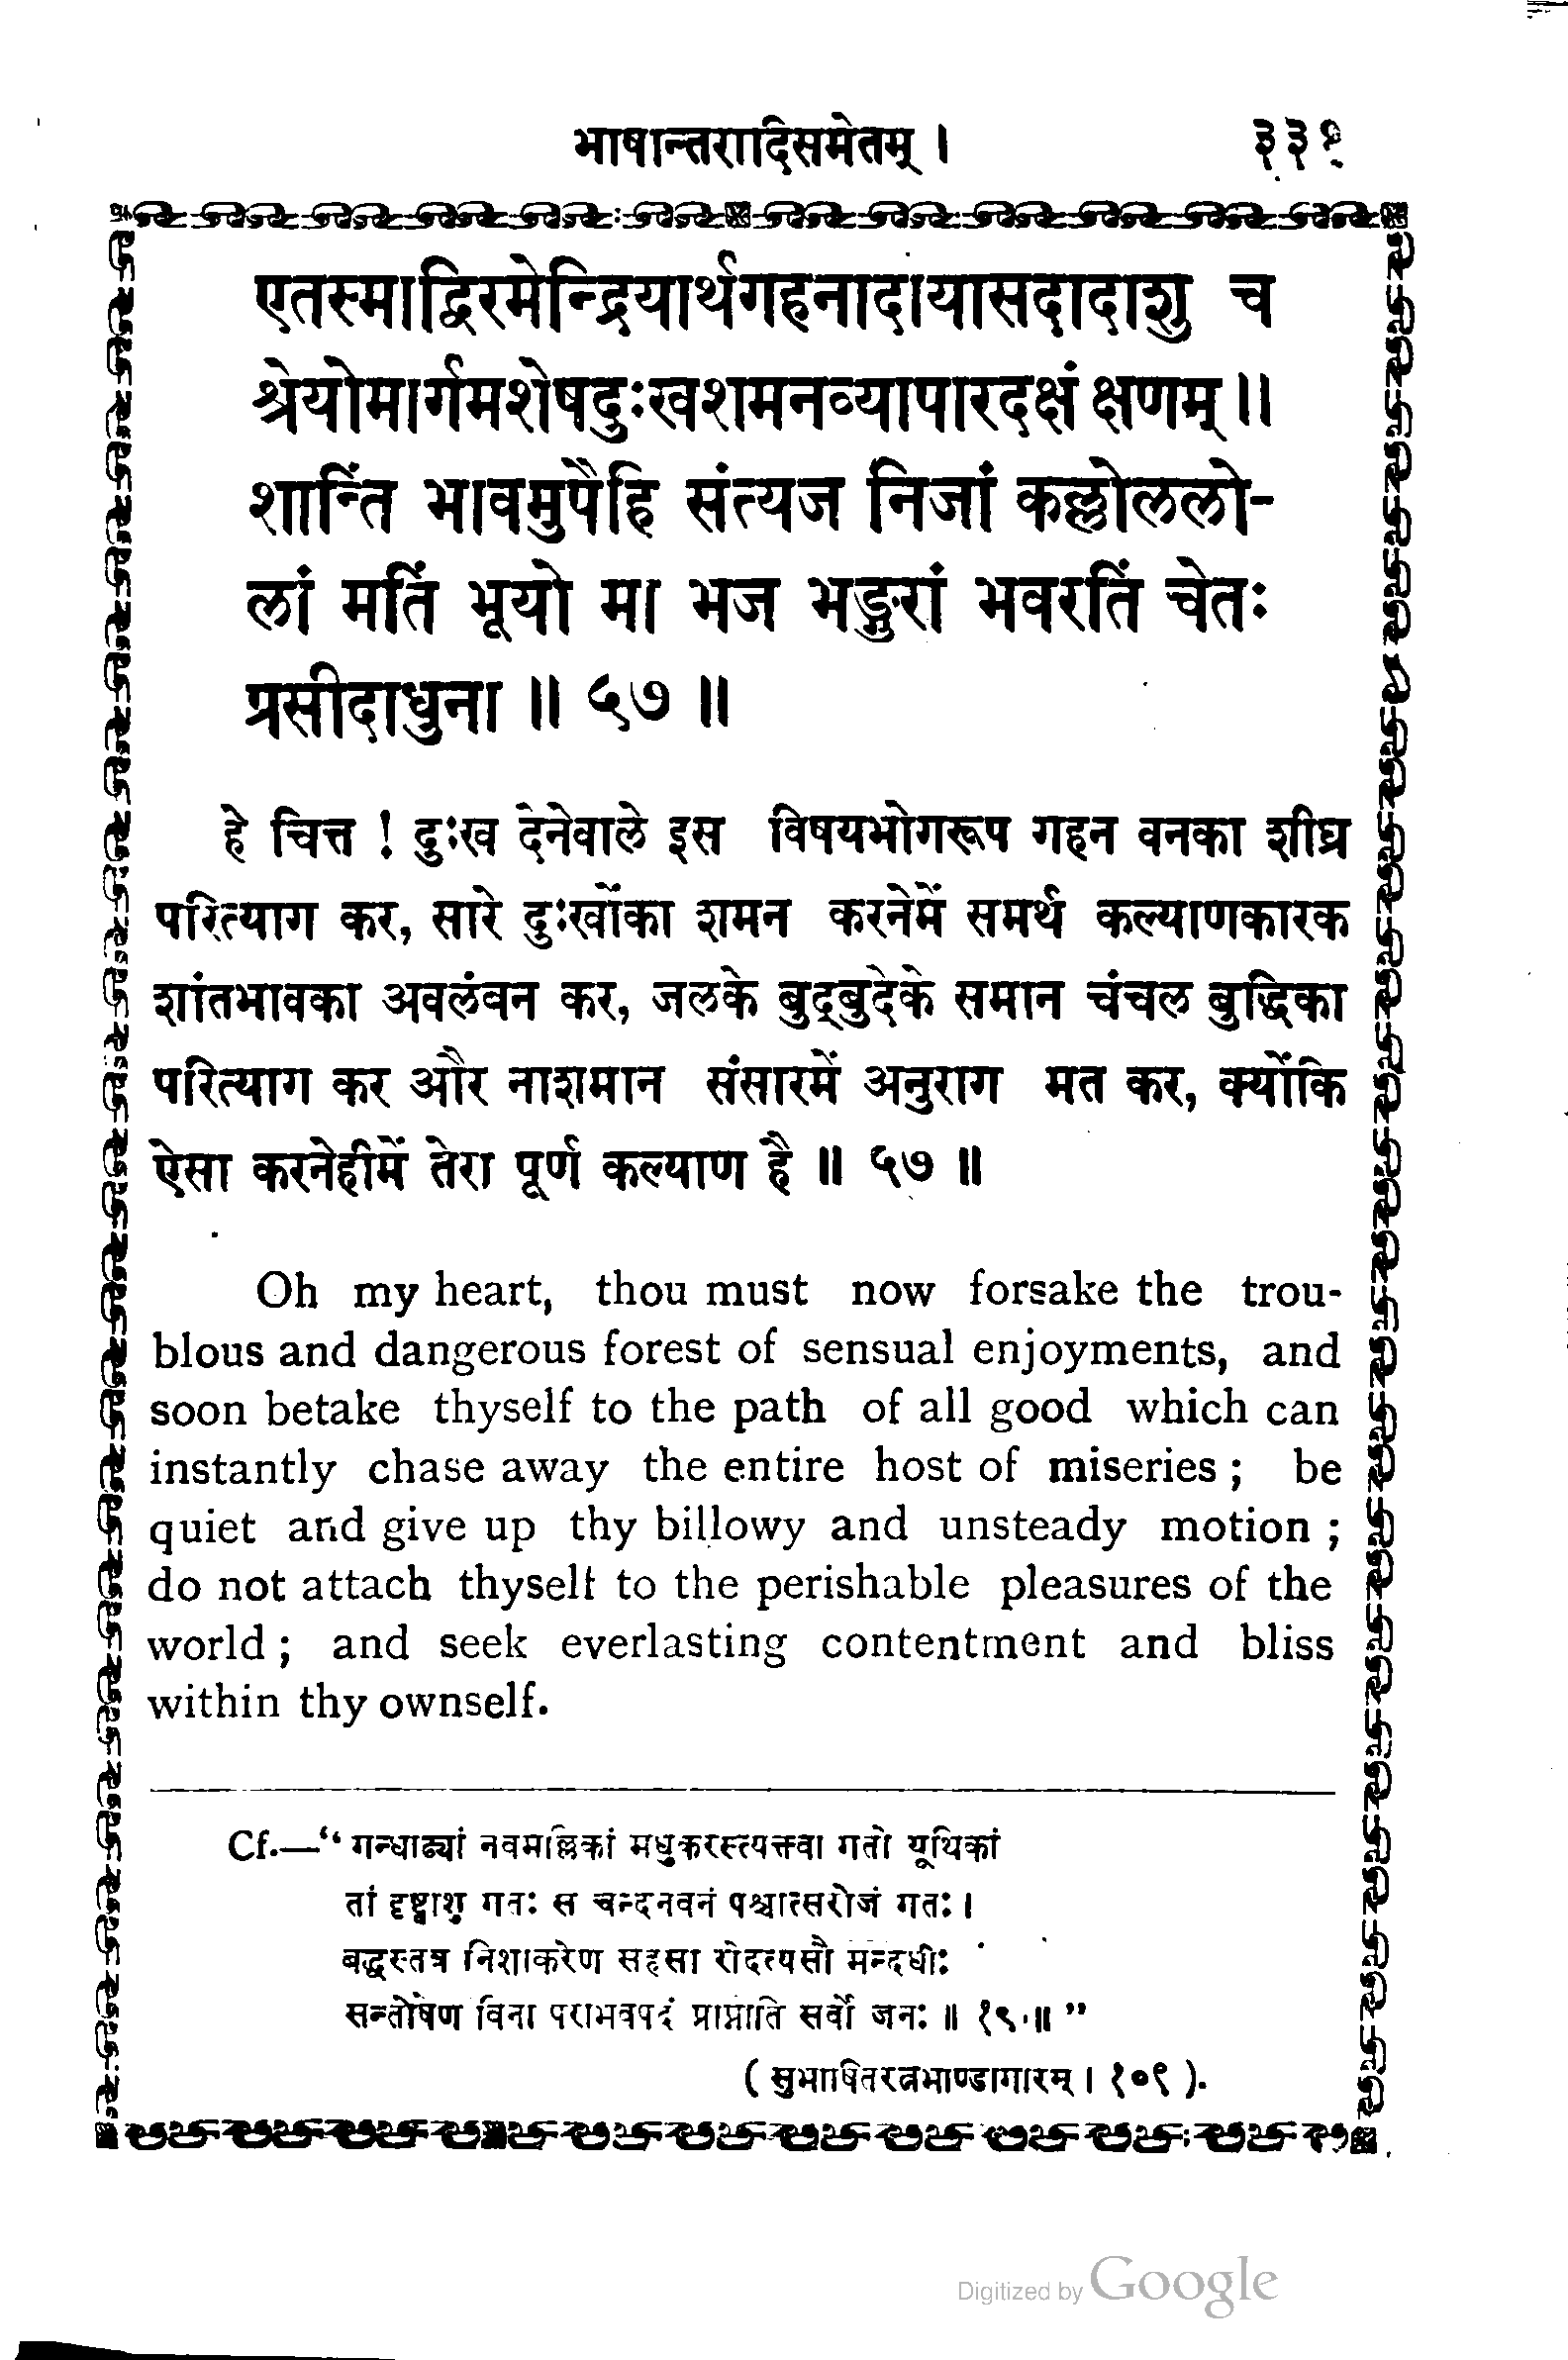 भाषान्तरादिसमेतम् । ३३१
एतस्माद्विरमेन्द्रियार्थगहनादायासदादाशु च
श्रेयोमार्गमशेषदुःखशमनव्यापारदक्षं क्षणम् ॥
शान्तिं भावमुपैहि संत्यज निजां कल्लोललो-
लां मतिं भूयो मा भज भङ्गुरां भवरतिं चेतः
प्रसीदाधुना ॥ ५७ ॥
हे चित्त ! दुःख देनेवाले इस विषयभोगरूप गहन वनका शीघ्र
परित्याग कर, सारे दुःखोंका शमन करनेमें समर्थ कल्याणकारक
शांतभावका अवलंवन कर, जलके बुद्बुदेके समान चंचल बुद्धिका
परित्याग कर और नाशमान संसारमें अनुराग मत कर, क्योंकि
ऐसा करनेहीमें तेरा पूर्ण कल्याण है ॥ ५७ ॥
Oh my heart, thou must now forsake the trou-
blous and dangerous forest of sensual enjoyments, and
soon betake thyself to the path of all good which can
instantly chase away the entire host of miseries ; be
quiet and give up thy billowy and unsteady motion ;
do not attach thyself to the perishable pleasures of the
world ; and seek everlasting contentment and bliss
within thy ownself.
Cf.—“ गन्धाढ्यां नवमल्लिकां मधुकरस्त्यक्त्वा गतो यूथिकां
तां दृष्ट्वाशु गतः स चन्दनवनं पश्चात्सरोजं गतः ।
बद्धस्तत्र निशाकरेण सहसा रोदत्यसौ मन्दधीः
सन्तोषेण विना पराभवपदं प्राप्नोति सर्वो जनः ॥ १९ ॥ ”
( सुभाषितरत्नभाण्डागारम् । १०९ ).
Digitized by Google